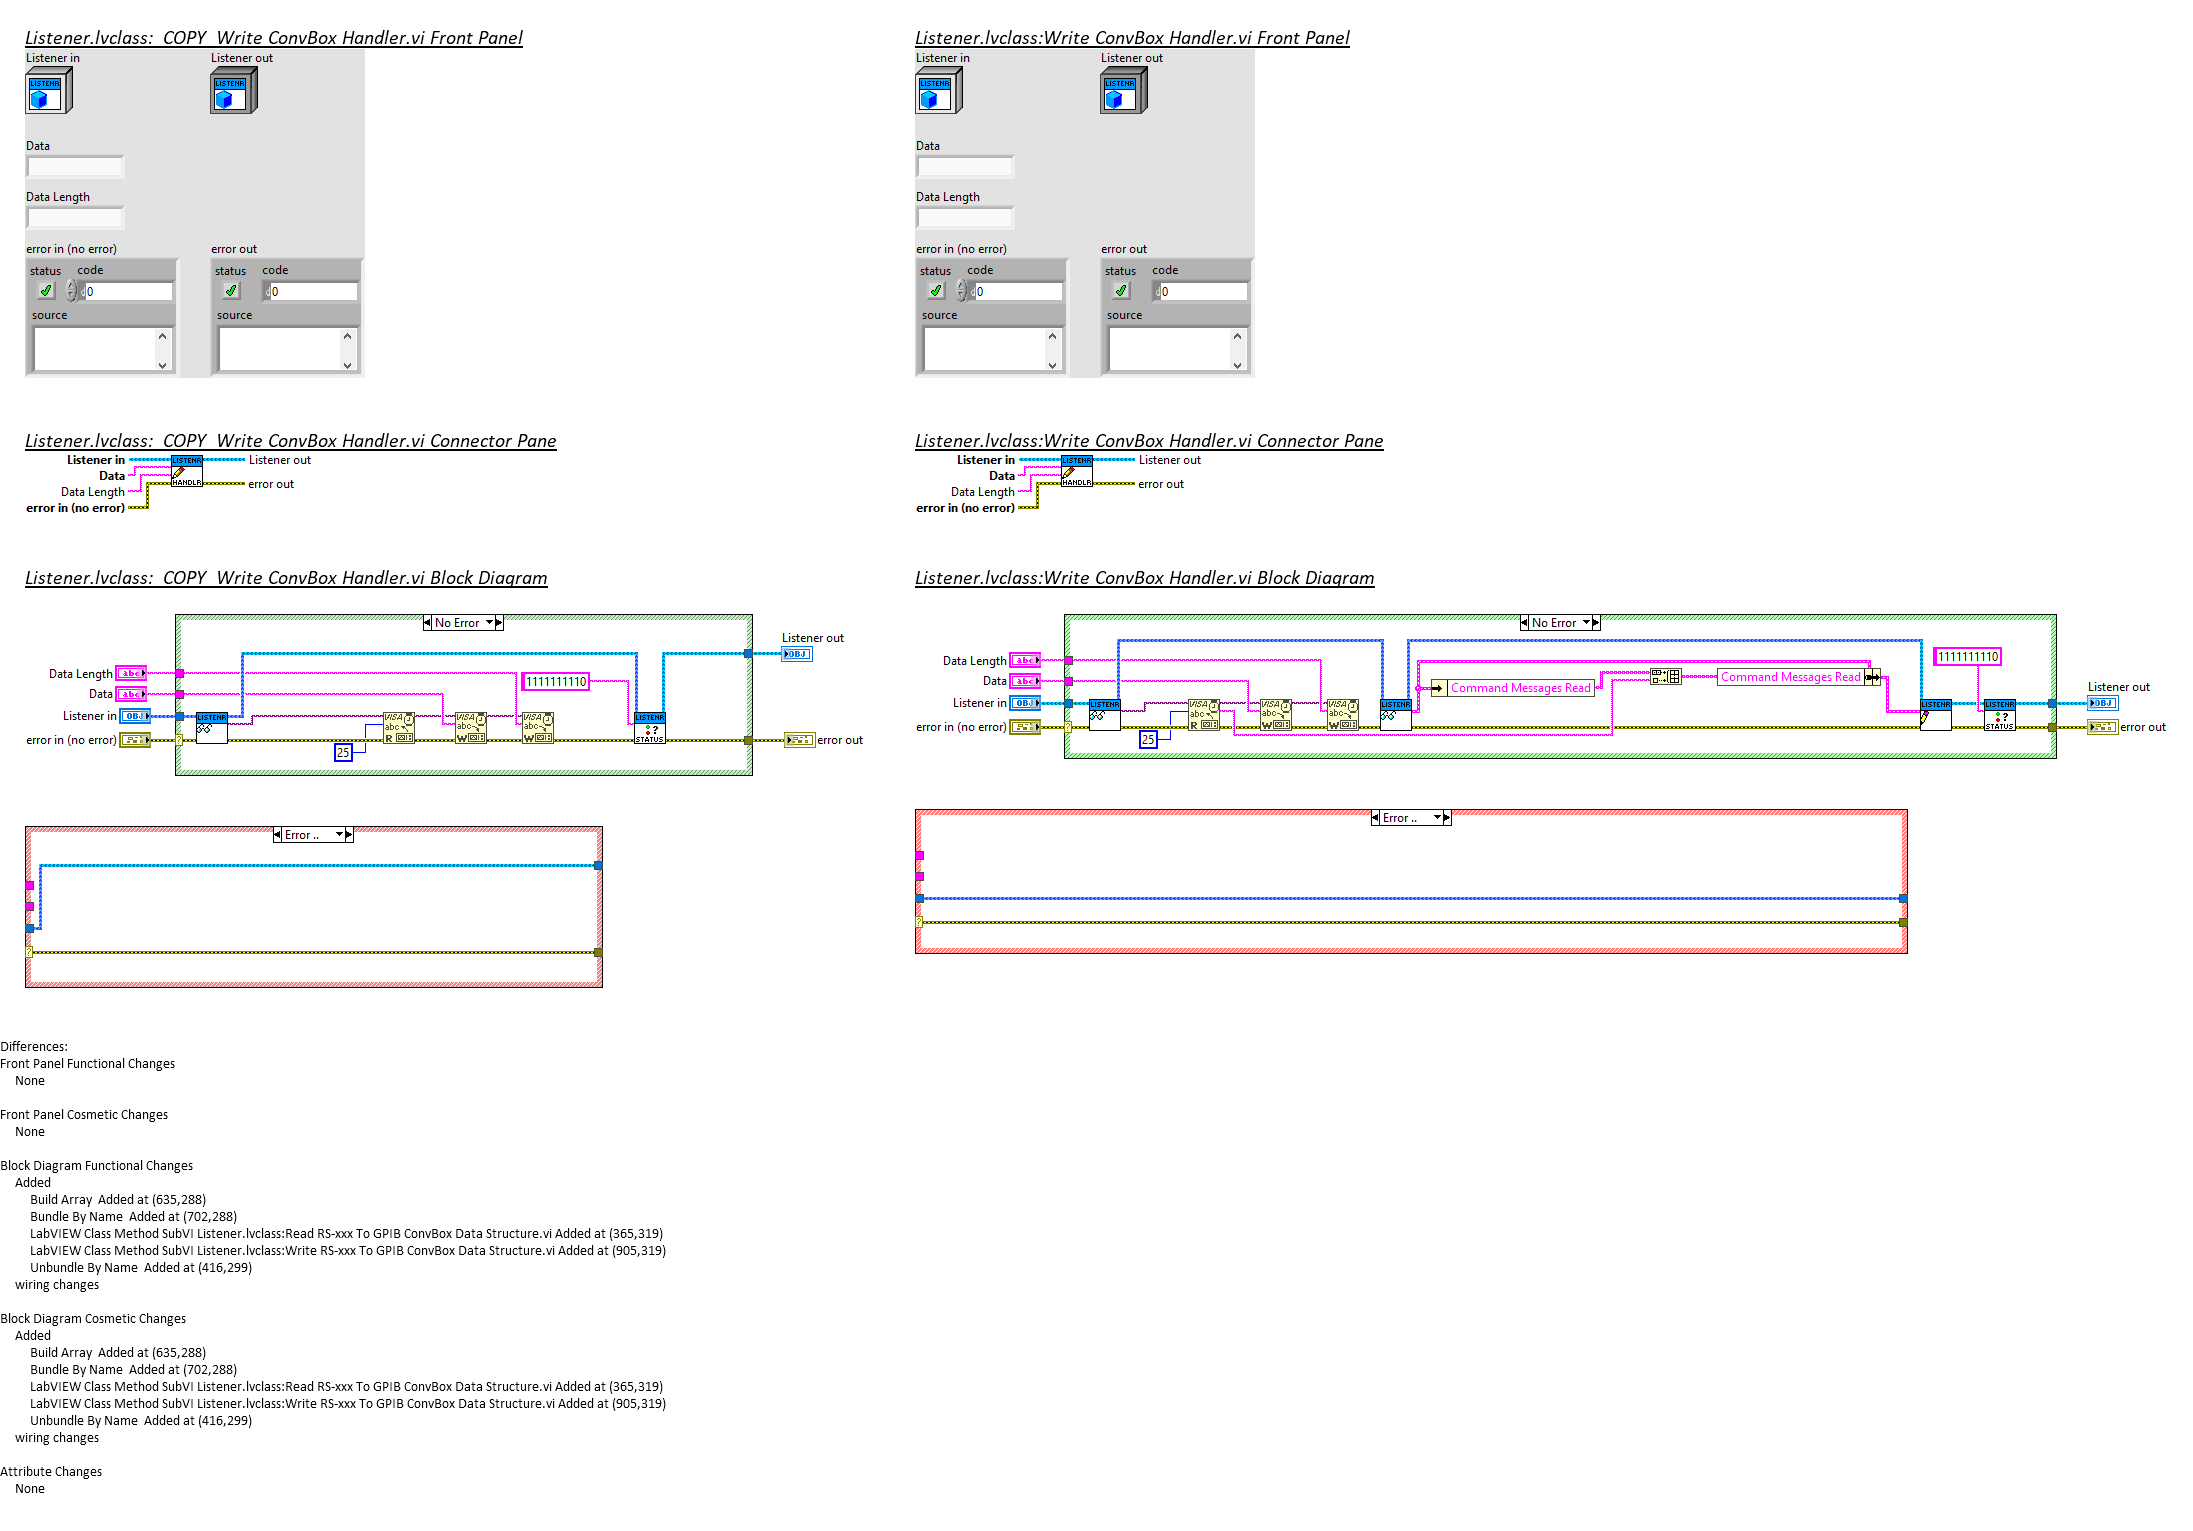 Listener.lvclass:  COPY  Write ConvBox Handler.vi Front Panel
Listener in
Listener out
LISTENR
LISTENR
Data
Data Length
error in (no error)
error out
status
code
status
code
0
0
source
source
Listener.lvclass:Write ConvBox Handler.vi Front Panel
Listener in
Listener out
LISTENR
LISTENR
Data
Data Length
error in (no error)
error out
status
code
status
code
0
0
source
source
Listener.lvclass:  COPY  Write ConvBox Handler.vi Connector Pane
Listener in
LISTENR
Listener out
Data
Data Length
HANDLR
error out
error in (no error)
Listener.lvclass:Write ConvBox Handler.vi Connector Pane
Listener in
LISTENR
Listener out
Data
Data Length
HANDLR
error out
error in (no error)
Listener.lvclass:  COPY  Write ConvBox Handler.vi Block Diagram
No Error
Listener out
OBJ
Data Length
abc
1111111110
Data
abc
Listener in
OBJ
LISTENR
VISA
abc
R
VISA
abc
W
VISA
abc
W
LISTENR
?
STATUS
error in (no error)
?
error out
25
Error ..
?
Listener.lvclass:Write ConvBox Handler.vi Block Diagram
No Error
Data Length
abc
1111111110
Data
abc
Command Messages Read
Command Messages Read
Listener out
Listener in
OBJ
LISTENR
VISA
abc
R
VISA
abc
W
VISA
abc
W
LISTENR
LISTENR
LISTENR
?
STATUS
OBJ
error in (no error)
?
error out
25
Error ..
?
Differences:
Front Panel Functional Changes
None
Front Panel Cosmetic Changes
None
Block Diagram Functional Changes
Added
Build Array  Added at (635,288)
Bundle By Name  Added at (702,288)
LabVIEW Class Method SubVI Listener.lvclass:Read RS-xxx To GPIB ConvBox Data Structure.vi Added at (365,319)
LabVIEW Class Method SubVI Listener.lvclass:Write RS-xxx To GPIB ConvBox Data Structure.vi Added at (905,319)
Unbundle By Name  Added at (416,299)
wiring changes
Block Diagram Cosmetic Changes
Added
Build Array  Added at (635,288)
Bundle By Name  Added at (702,288)
LabVIEW Class Method SubVI Listener.lvclass:Read RS-xxx To GPIB ConvBox Data Structure.vi Added at (365,319)
LabVIEW Class Method SubVI Listener.lvclass:Write RS-xxx To GPIB ConvBox Data Structure.vi Added at (905,319)
Unbundle By Name  Added at (416,299)
wiring changes
Attribute Changes
None